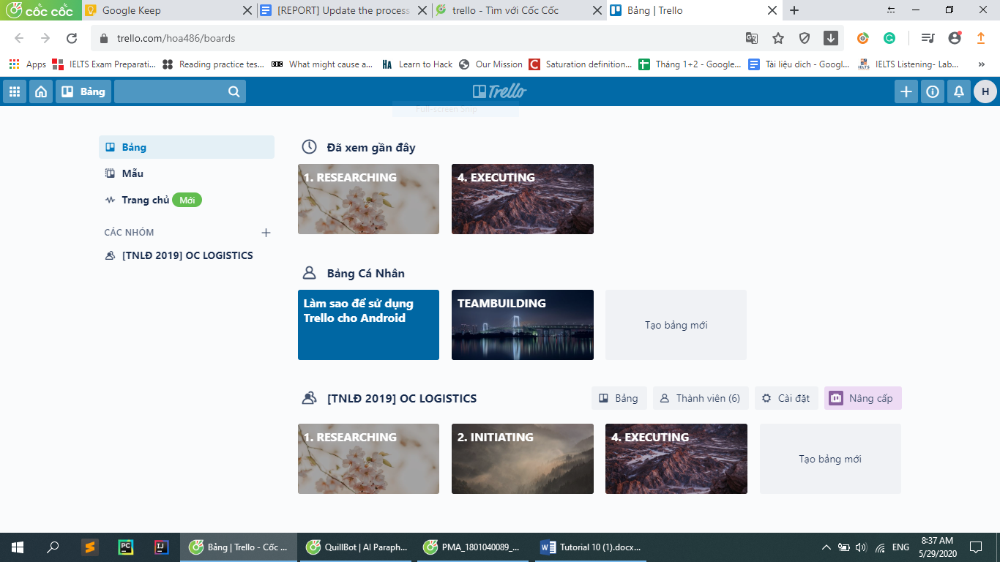 cốc cốc
Google Keep
[REPORT] Update the process
trello - Tìm với Cốc Cốc
Bảng | Trello
trello.com/hoa486/boards
Apps
IELTS Exam Preparati...
Reading practice tes...
BBC
What might cause a...
HA
Learn to Hack
Our Mission
C
Saturation definition...
Tháng 1+2 - Google...
Tài liệu dich - Googl...
IELTS
IELTS Listening- Lab...
»
Bảng
Trello
H
Full-screen Snip
Bảng
Mẫu
Trang chủ Mới
CÁC NHÓM
[TNLĐ 2019] OC LOGISTICS
Đã xem gần đây
1. RESEARCHING
4. EXECUTING
Bảng Cá Nhân
Làm sao để sử dụng
Trello cho Android
TEAMBUILDING
Tạo bảng mới
[TNLĐ 2019] OC LOGISTICS
Bảng
Thành viên (6)
Cài đặt
Nâng cấp
1. RESEARCHING
2. INITIATING
4. EXECUTING
Tạo bảng mới
PC
IJ
Bảng | Trello - Cốc ...
QuillBot | AI Paraph...
PMA_1801040089_...
Tutorial 10 (1).docx...
ENG
8:37 AM
5/29/2020